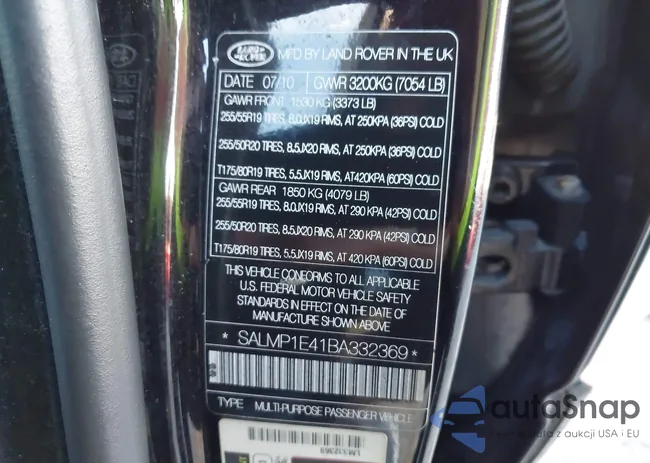 LAND ROVER
MFD BY LAND ROVER IN THE UK
DATE 07/10 GVWR 3200KG (7054 LB)
GAWR FRONT 1530 KG (3373 LB)
255/55R19 TIRES, 8.0JX19 RIMS, AT 250KPA (36PSI) COLD
255/50R20 TIRES, 8.5JX20 RIMS, AT 250KPA (36PSI) COLD
T175/80R19 TIRES, 5.5JX19 RIMS, AT420KPA (60PSI) COLD
GAWR REAR 1850 KG (4079 LB)
255/55R19 TIRES, 8.0JX19 RIMS, AT 290 KPA (42PSI) COLD
255/50R20 TIRES, 8.5JX20 RIMS, AT 290 KPA (42PSI) COLD
T175/80R19 TIRES, 5.5JX19 RIMS, AT 420 KPA (60PSI) COLD
THIS VEHICLE CONFORMS TO ALL APPLICABLE
U.S. FEDERAL MOTOR VEHICLE SAFETY
STANDARDS IN EFFECT ON THE DATE OF
MANUFACTURE SHOWN ABOVE
* SALMP1E41BA332369 *
TYPE MULTI-PURPOSE PASSENGER VEHICLE
autoSnap
auta z aukcji USA i EU